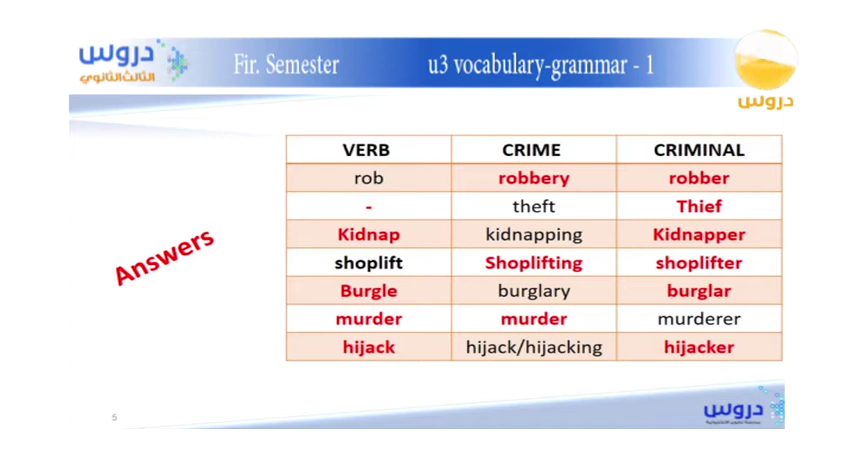 دروس
الثالث الثانوي
Fir. Semester u3 vocabulary-grammar - 1
دروس
VERB CRIME CRIMINAL
rob robbery robber
- theft Thief
Kidnap kidnapping Kidnapper
shoplift Shoplifting shoplifter
Burgle burglary burglar
murder murder murderer
hijack hijack/hijacking hijacker
Answers
5
دروس